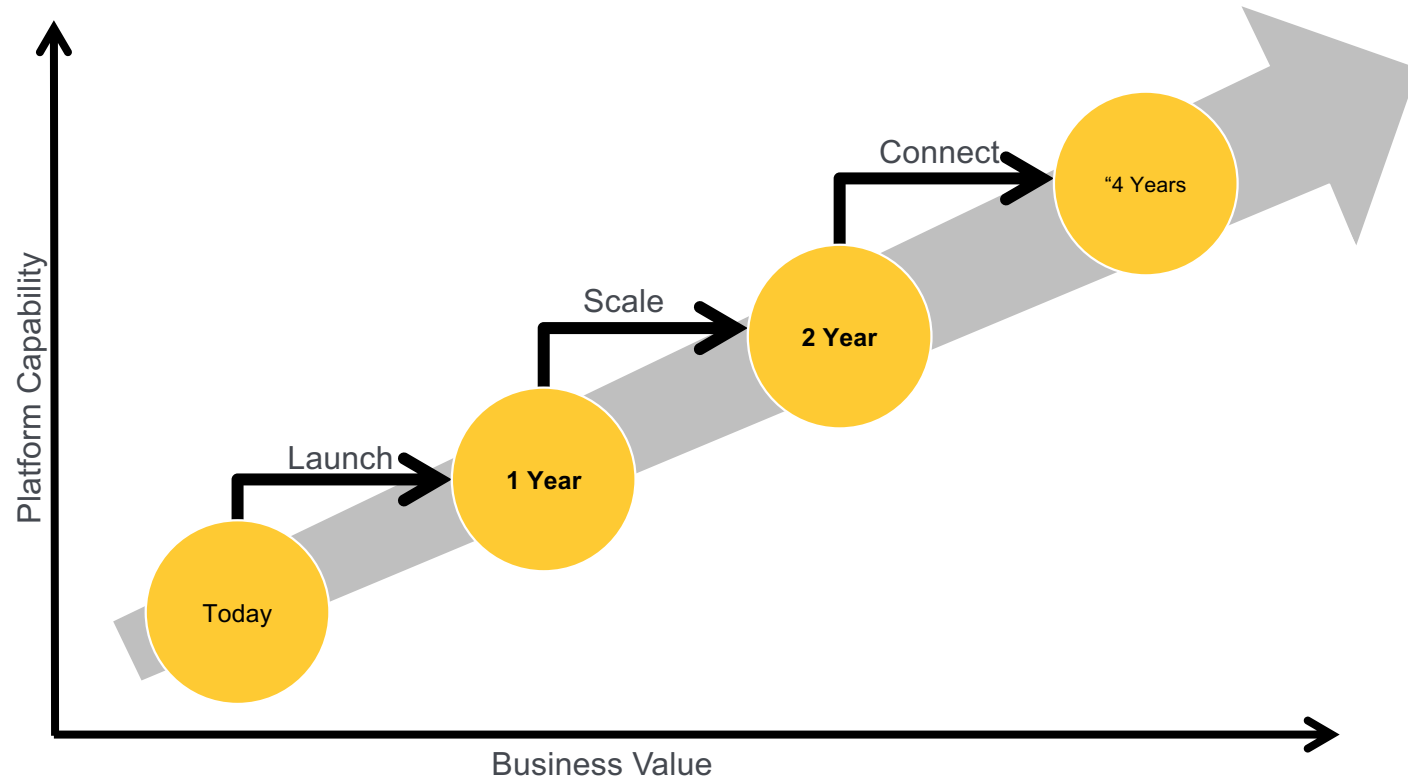 Connect
“4 Years
Scale
2 Year
Platform Capability
Launch
1 Year
Today
Business Value